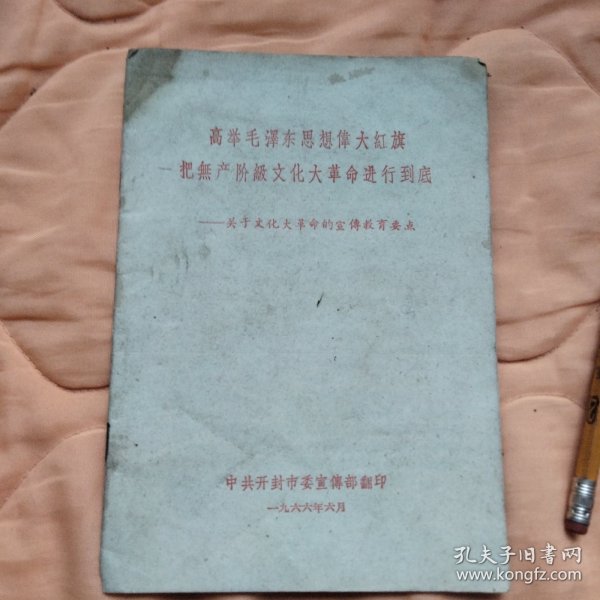 高举毛澤东思想偉大紅旗
把無产阶級文化大革命进行到底
——关于文化大革命的宣傳教育要点
中共开封市委宣傳部翻印
一九六六年六月
孔夫子旧书网
www.kongfz.com